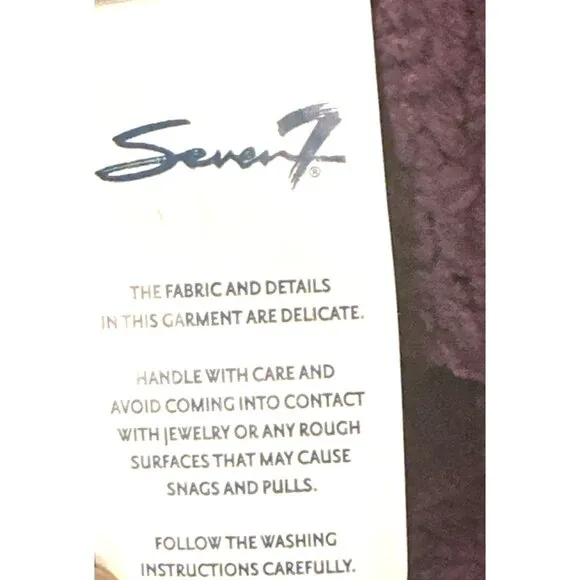 Seven7®
THE FABRIC AND DETAILS
IN THIS GARMENT ARE DELICATE.
HANDLE WITH CARE AND
AVOID COMING INTO CONTACT
WITH JEWELRY OR ANY ROUGH
SURFACES THAT MAY CAUSE
SNAGS AND PULLS.
FOLLOW THE WASHING
INSTRUCTIONS CAREFULLY.